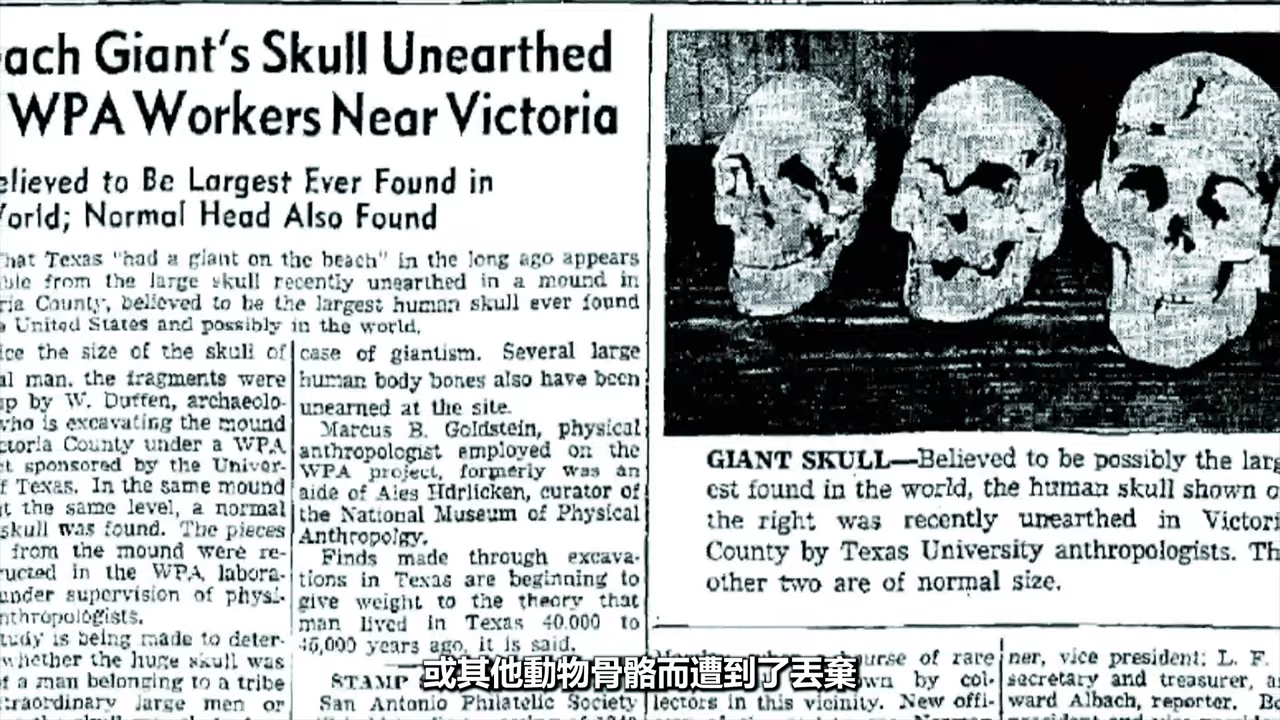 each Giant's Skull Unearthed
WPA Workers Near Victoria
elieved to Be Largest Ever Found in
orld; Normal Head Also Found
hat Texas "had a giant on the beach" in the long ago appears
ble from the large skull recently unearthed in a mound in
ria County, believed to be the largest human skull ever found
United States and possibly in the world.
ice the size of the skull of
al man, the fragments were
up by W. Duffen, archaeolo-
who is excavating the mound
ctoria County under a WPA
ct sponsored by the Univer-
f Texas. In the same mound
t the same level, a normal
skull was found. The pieces
from the mound were re-
ructed in the WPA labora-
under supervision of physi-
nthropologists.
tudy is being made to deter-
whether the huge skull was
f a man belonging to a tribe
traordinary large men or
case of giantism. Several large
human body bones also have been
unearned at the site.
Marcus B. Goldstein, physical
anthropologist employed on the
WPA project, formerly was an
aide of Ales Hdrlicken, curator of
the National Museum of Physical
Anthropolgy.
Finds made through excava-
tions in Texas are beginning to
give weight to the theory that
man lived in Texas 40,000 to
45,000 years ago, it is said.
STAMP
San Antonio Philatelic Society
GIANT SKULL—Believed to be possibly the larg
est found in the world, the human skull shown o
the right was recently unearthed in Victori
County by Texas University anthropologists. Th
other two are of normal size.
of rare
by col-
lectors in this vicinity. New offi-
ner, vice president; L. F.
secretary and treasurer, a
ward Albach, reporter.
或其他動物骨骼而遭到了丟棄